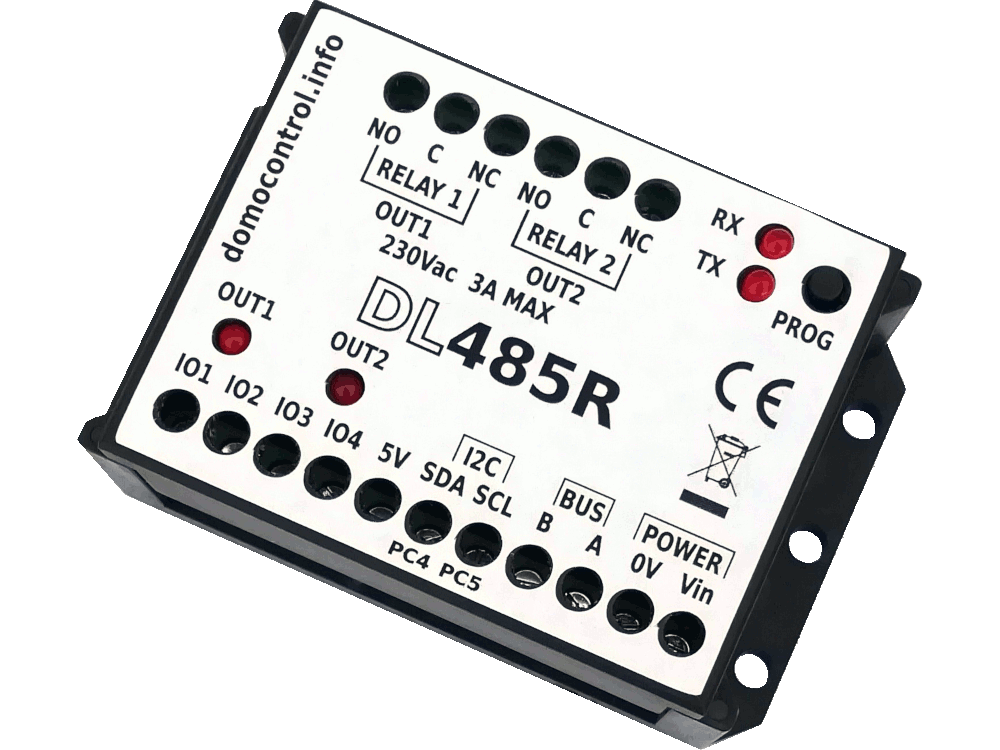 domocontrol.info
NO C NC NO C NC
RELAY 1
RELAY 2
OUT1
OUT2
230Vac 3A MAX
RX
TX
PROG
DL485R
CE
OUT1
OUT2
IO1 IO2 IO3 IO4 5V SDA SCL B A 0V Vin
I2C
BUS
POWER
PC4 PC5